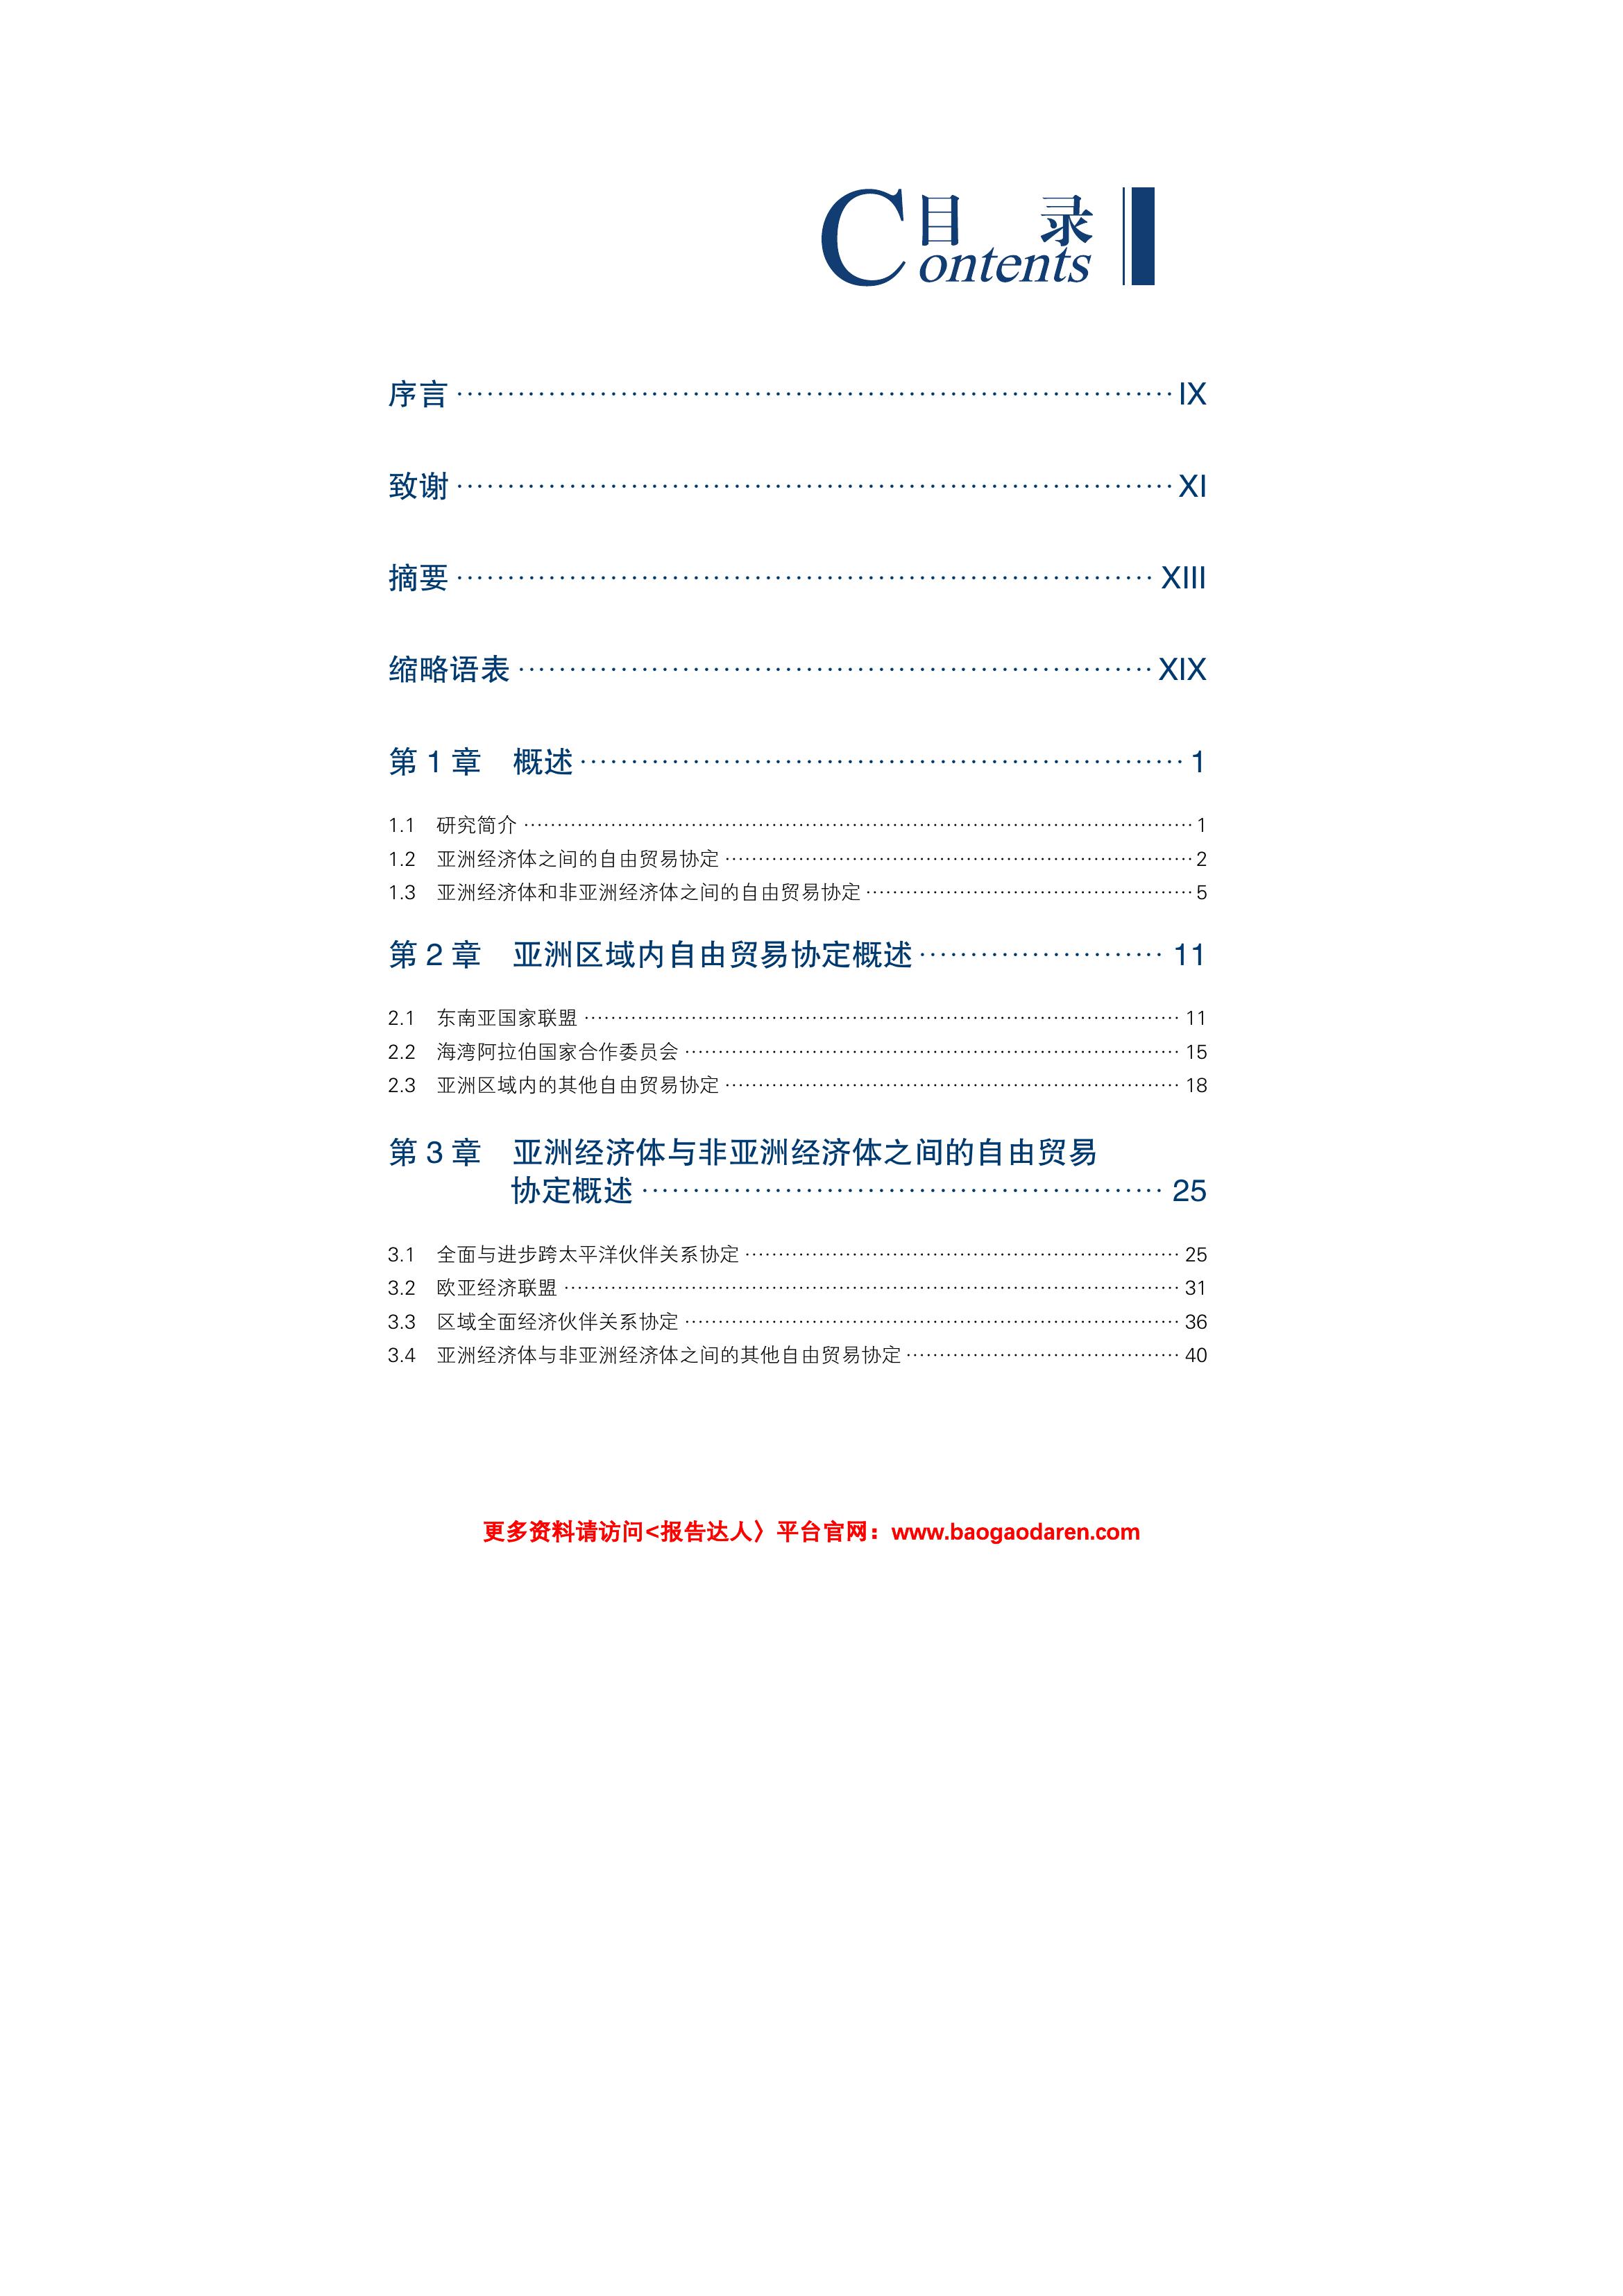 目 录
Contents
序言 ······ IX
致谢 ······ XI
摘要 ······ XIII
缩略语表 ······ XIX
第 1 章 概述 ······ 1
1.1 研究简介 ······ 1
1.2 亚洲经济体之间的自由贸易协定 ······ 2
1.3 亚洲经济体和非亚洲经济体之间的自由贸易协定 ······ 5
第 2 章 亚洲区域内自由贸易协定概述 ······ 11
2.1 东南亚国家联盟 ······ 11
2.2 海湾阿拉伯国家合作委员会 ······ 15
2.3 亚洲区域内的其他自由贸易协定 ······ 18
第 3 章 亚洲经济体与非亚洲经济体之间的自由贸易
协定概述 ······ 25
3.1 全面与进步跨太平洋伙伴关系协定 ······ 25
3.2 欧亚经济联盟 ······ 31
3.3 区域全面经济伙伴关系协定 ······ 36
3.4 亚洲经济体与非亚洲经济体之间的其他自由贸易协定 ······ 40
更多资料请访问<报告达人〉平台官网：www.baogaodaren.com